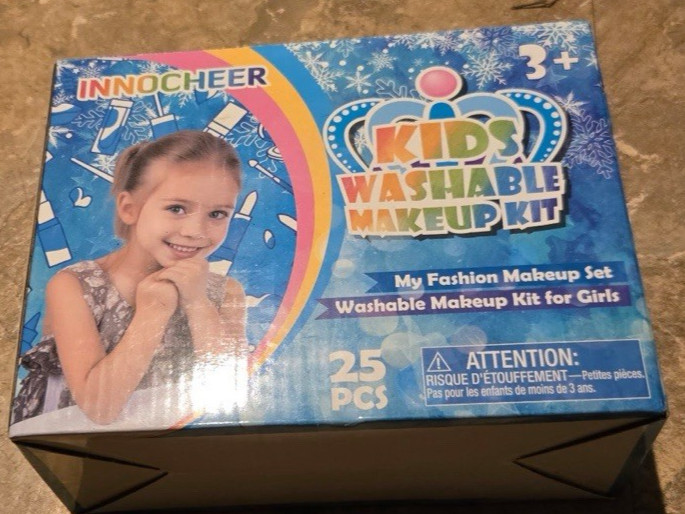 INNOCHEER
3+
KIDS
WASHABLE
MAKEUP KIT
My Fashion Makeup Set
Washable Makeup Kit for Girls
25
PCS
ATTENTION:
RISQUE D'ÉTOUFFEMENT—Petites pièces.
Pas pour les enfants de moins de 3 ans.